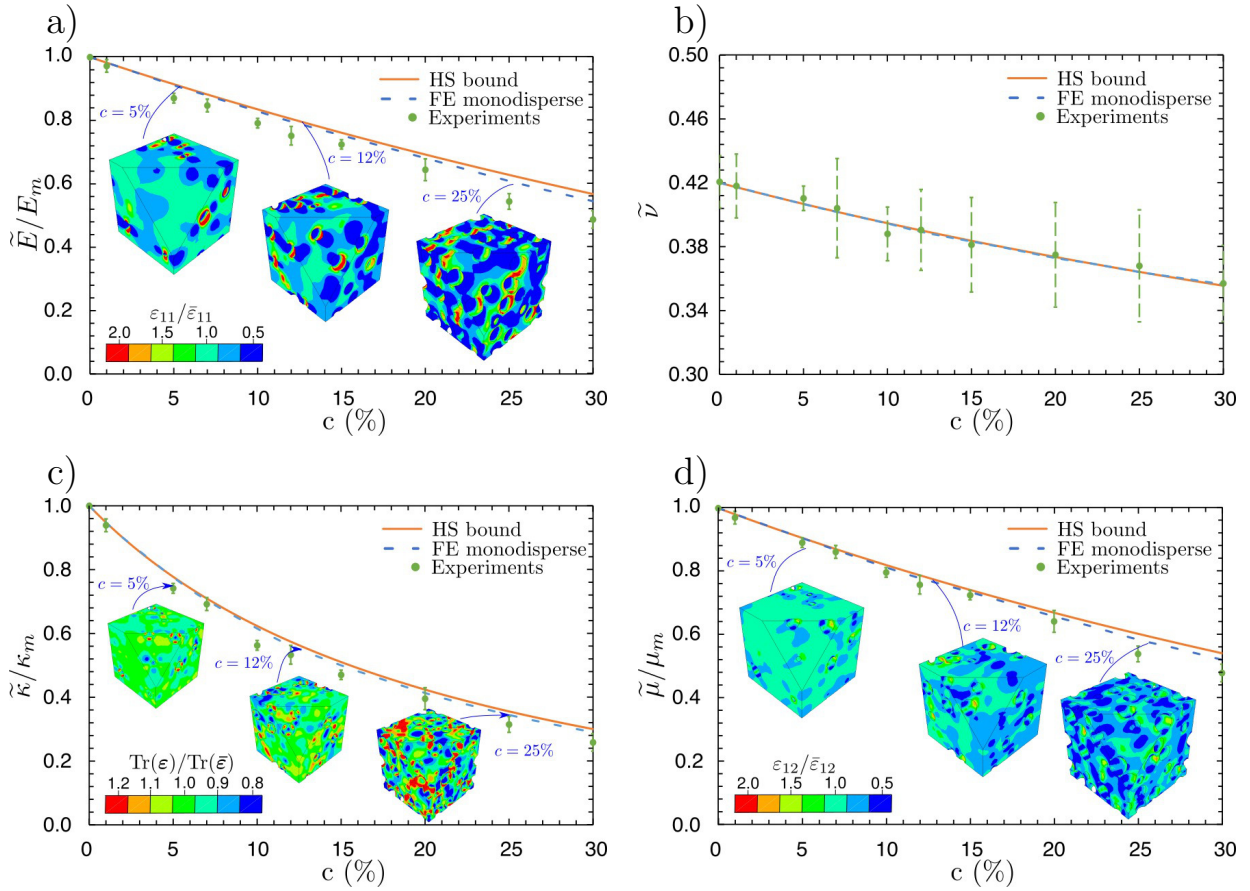 a)
1.0
0.8
0.6
0.4
0.2
0.0
Ẽ/E_m
HS bound
FE monodisperse
Experiments
c = 5%
c = 12%
c = 25%
ε₁₁/ε̄₁₁
2.0 1.5 1.0 0.5
0 5 10 15 20 25 30
c (%)
b)
0.50
0.46
0.42
0.38
0.34
0.30
ν̃
HS bound
FE monodisperse
Experiments
0 5 10 15 20 25 30
c (%)
c)
1.0
0.8
0.6
0.4
0.2
0.0
κ̃/κ_m
HS bound
FE monodisperse
Experiments
c = 5%
c = 12%
c = 25%
Tr(ε)/Tr(ε̄)
1.2 1.1 1.0 0.9 0.8
0 5 10 15 20 25 30
c (%)
d)
1.0
0.8
0.6
0.4
0.2
0.0
μ̃/μ_m
HS bound
FE monodisperse
Experiments
c = 5%
c = 12%
c = 25%
ε₁₂/ε̄₁₂
2.0 1.5 1.0 0.5
0 5 10 15 20 25 30
c (%)